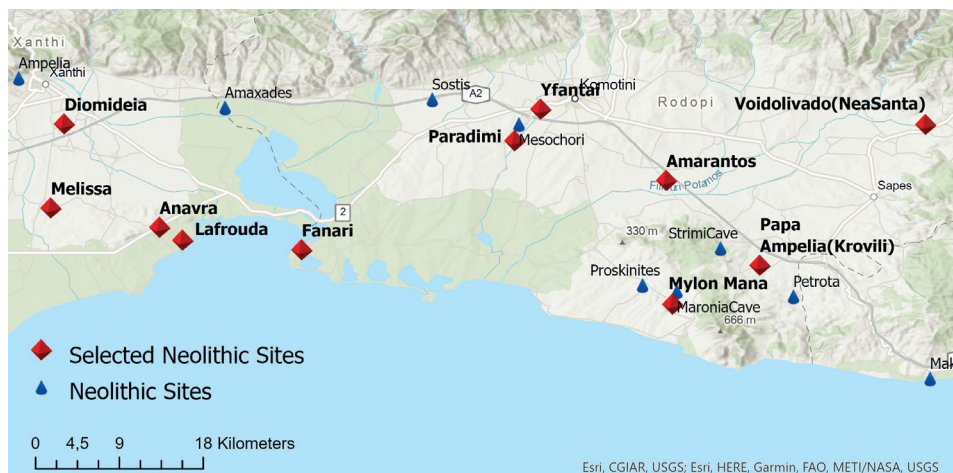 Xanthi
Ampelia
Xanthi
Diomideia
Amaxades
Sostis
A2
Yfantai
Komotini
Rodopi
Voidolivado(NeaSanta)
Paradimi
Mesochori
Amarantos
Filiouri Potamos
Sapes
Melissa
Anavra
Lafrouda
2
Fanari
330 m
StrimiCave
Papa
Ampelia(Krovili)
Proskinites
Mylon Mana
MaroniaCave
Petrota
666 m
Mak
Selected Neolithic Sites
Neolithic Sites
0 4,5 9 18 Kilometers
Esri, CGIAR, USGS; Esri, HERE, Garmin, FAO, METI/NASA, USGS